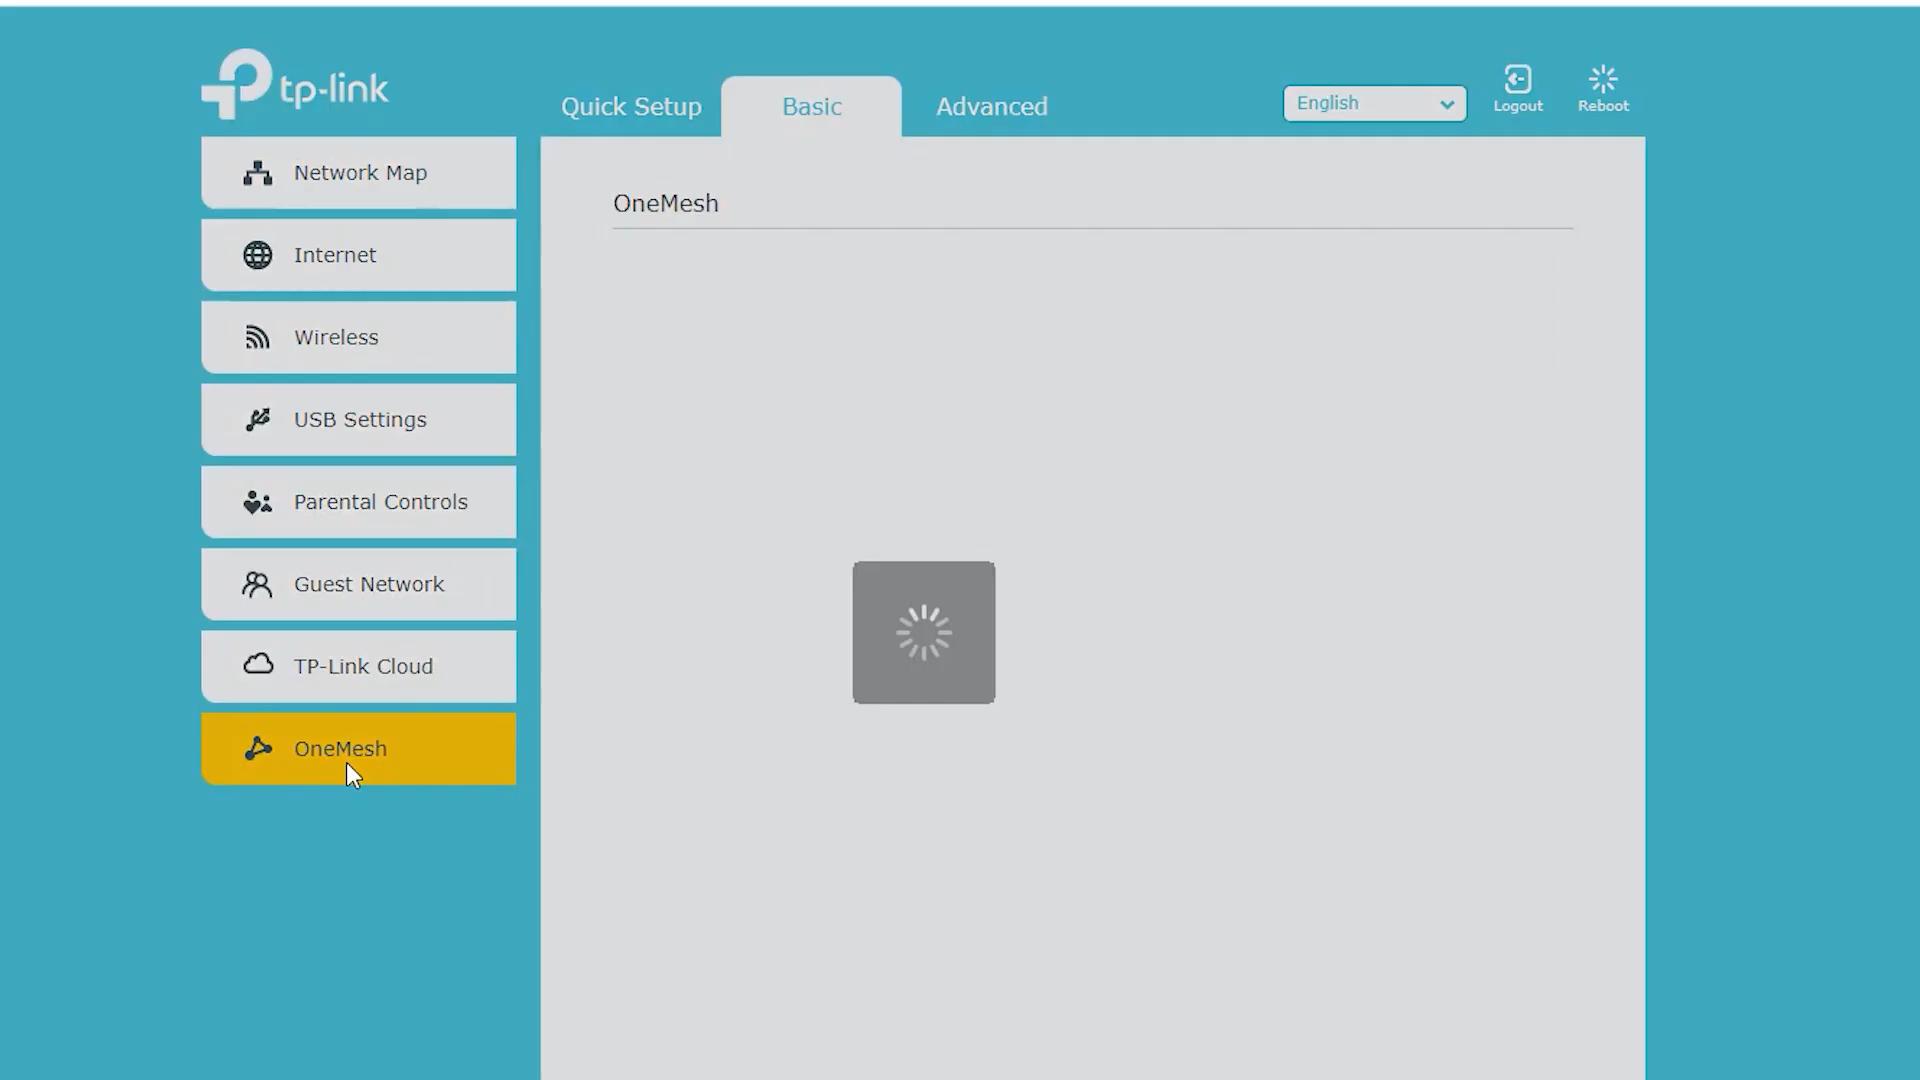 tp-link
Quick Setup
Basic
Advanced
English
Logout
Reboot
Network Map
Internet
Wireless
USB Settings
Parental Controls
Guest Network
TP-Link Cloud
OneMesh
OneMesh